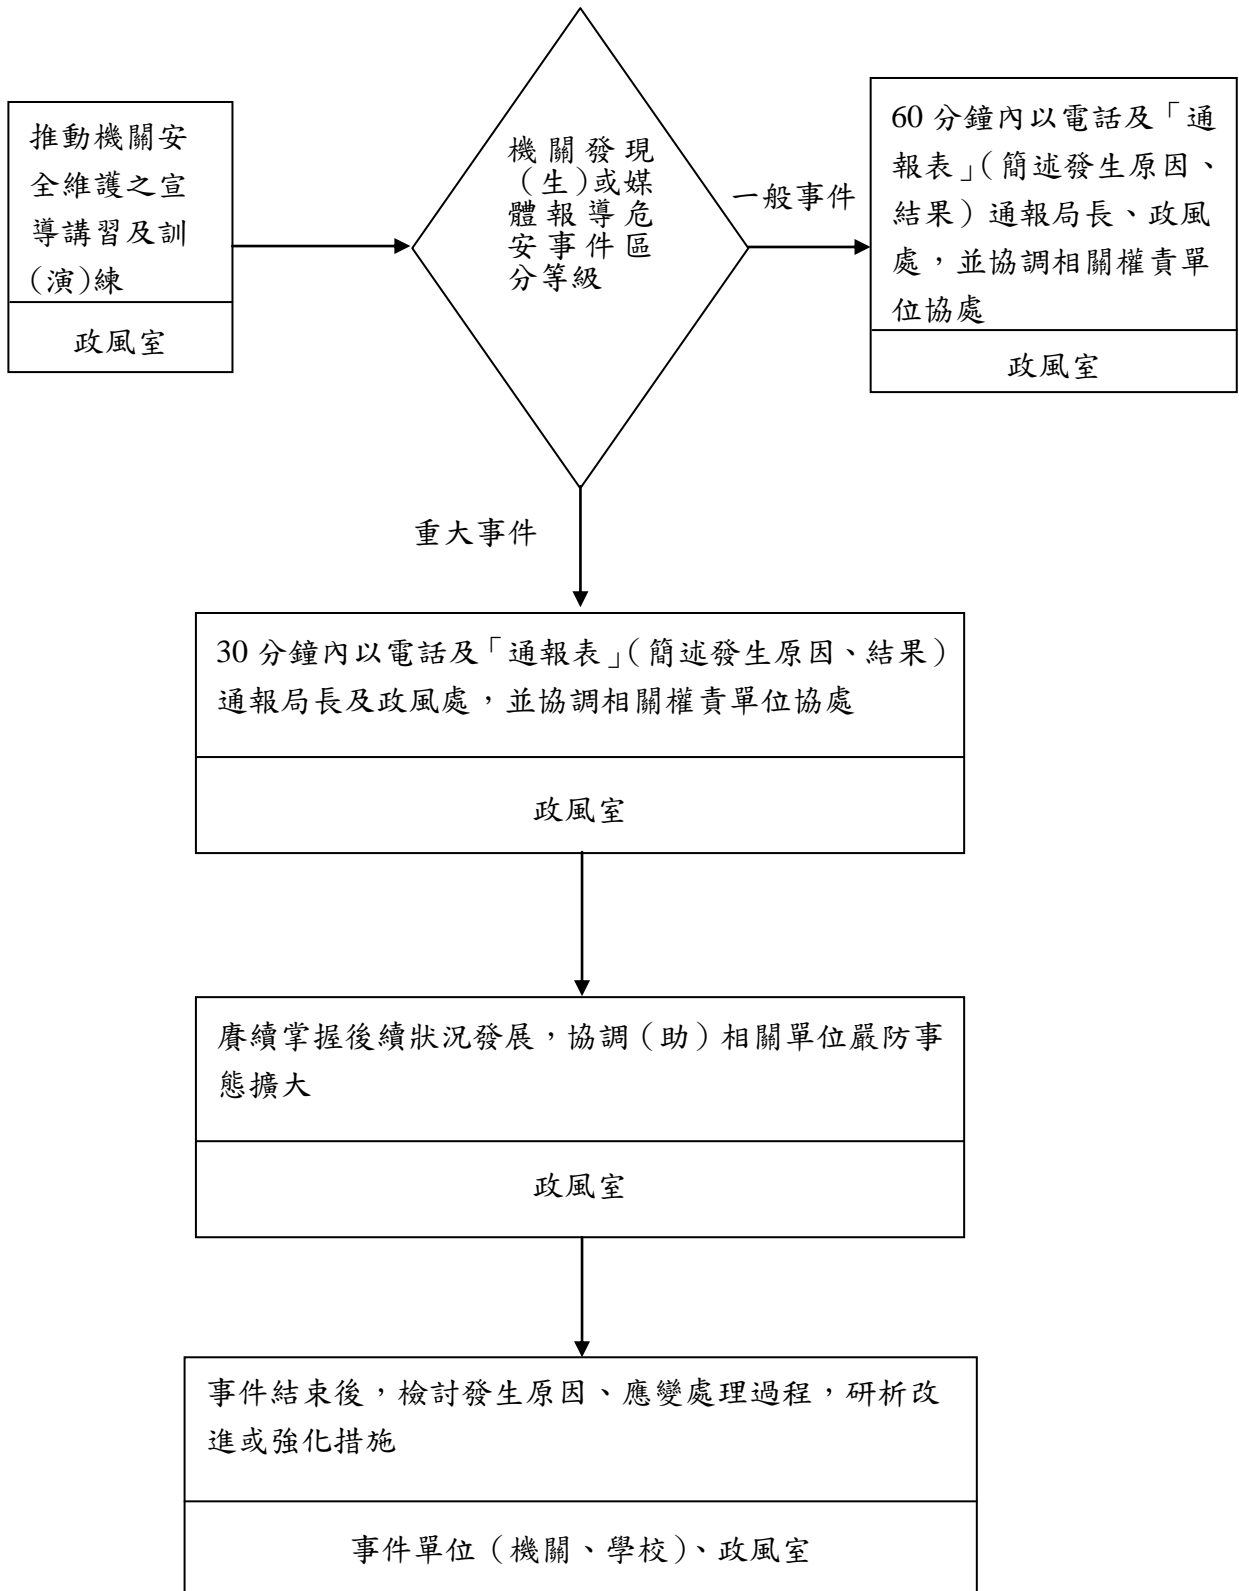 推動機關安
全維護之宣
導講習及訓
(演)練
政風室
機關發現
(生)或媒
體報導危
安事件區
分等級
一般事件
60 分鐘內以電話及「通
報表」(簡述發生原因、
結果)通報局長、政風
處,並協調相關權責單
位協處
政風室
重大事件
30 分鐘內以電話及「通報表」(簡述發生原因、結果)
通報局長及政風處,並協調相關權責單位協處
政風室
賡續掌握後續狀況發展,協調(助)相關單位嚴防事
態擴大
政風室
事件結束後,檢討發生原因、應變處理過程,研析改
進或強化措施
事件單位(機關、學校)、政風室